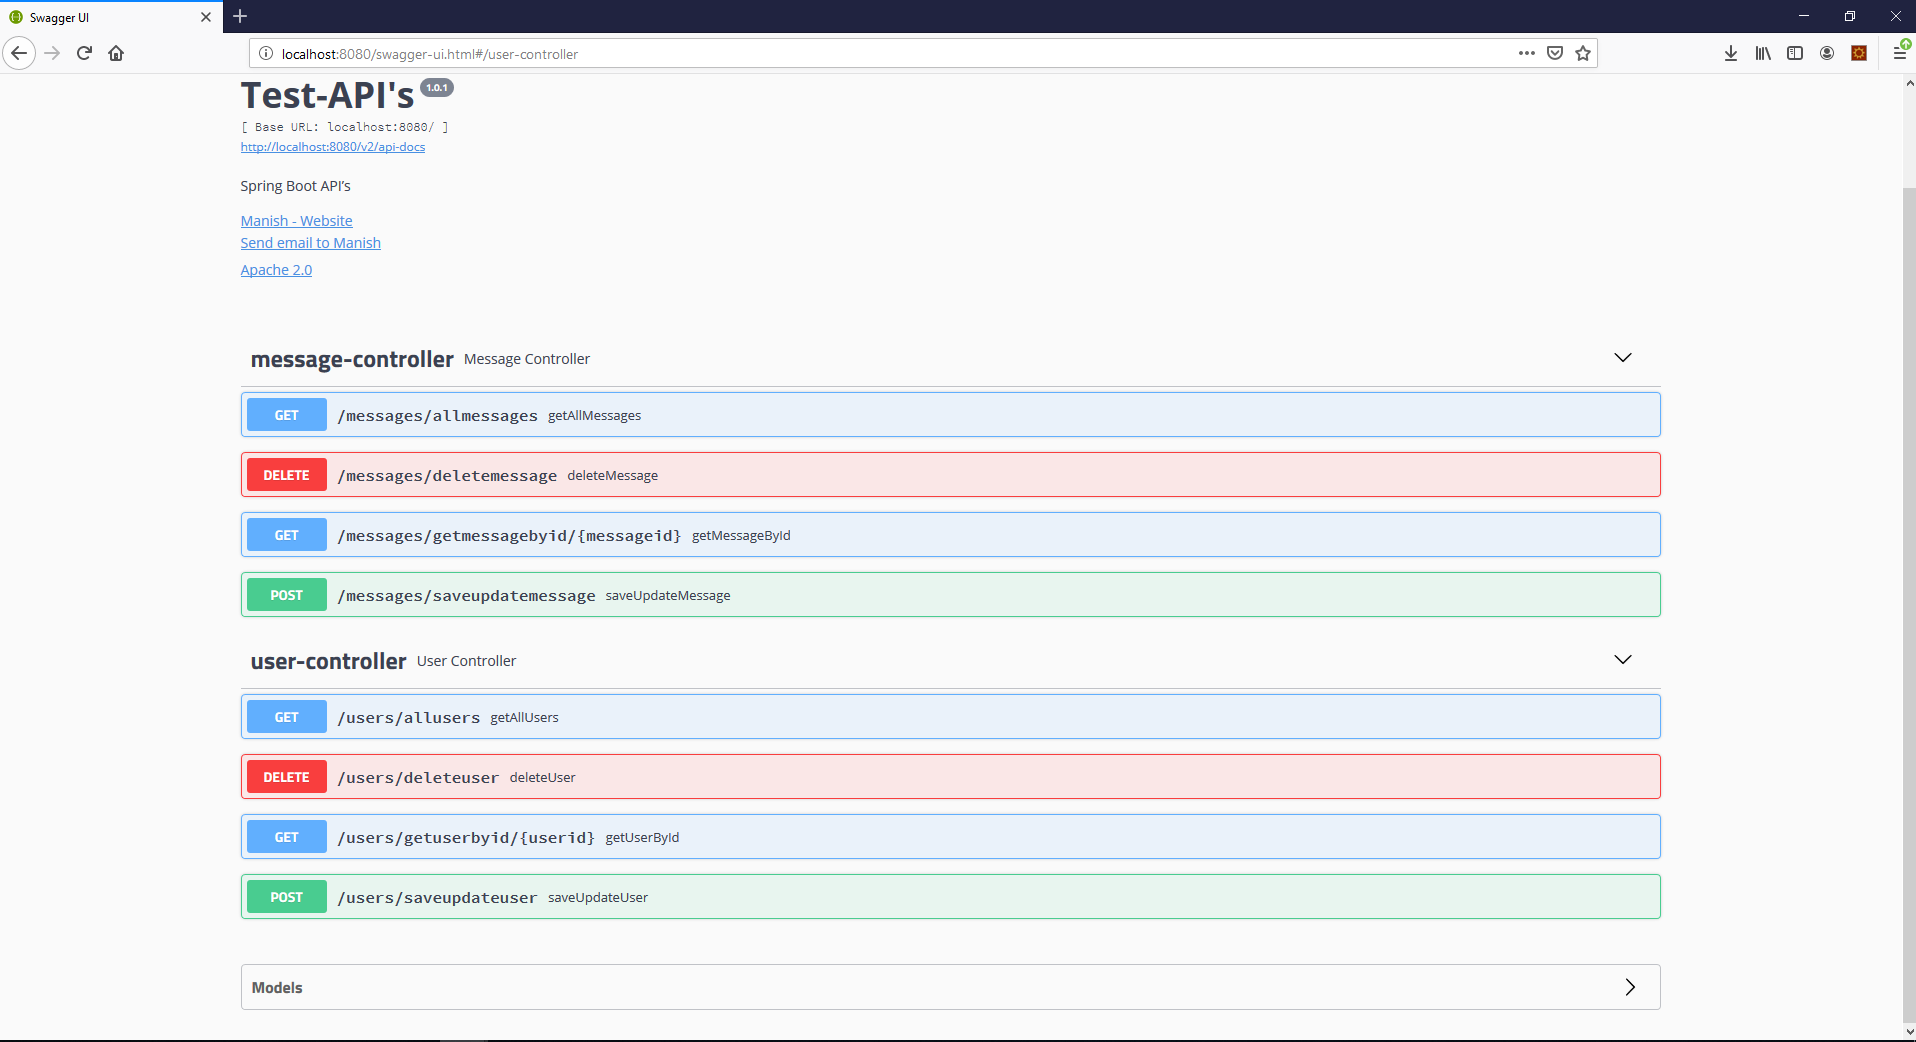 Swagger UI
localhost:8080/swagger-ui.html#/user-controller
Test-API's 1.0.1
[ Base URL: localhost:8080/ ]
http://localhost:8080/v2/api-docs
Spring Boot API's
Manish - Website
Send email to Manish
Apache 2.0
message-controller Message Controller
GET /messages/allmessages getAllMessages
DELETE /messages/deletemessage deleteMessage
GET /messages/getmessagebyid/{messageid} getMessageById
POST /messages/saveupdatemessage saveUpdateMessage
user-controller User Controller
GET /users/allusers getAllUsers
DELETE /users/deleteuser deleteUser
GET /users/getuserbyid/{userid} getUserById
POST /users/saveupdateuser saveUpdateUser
Models